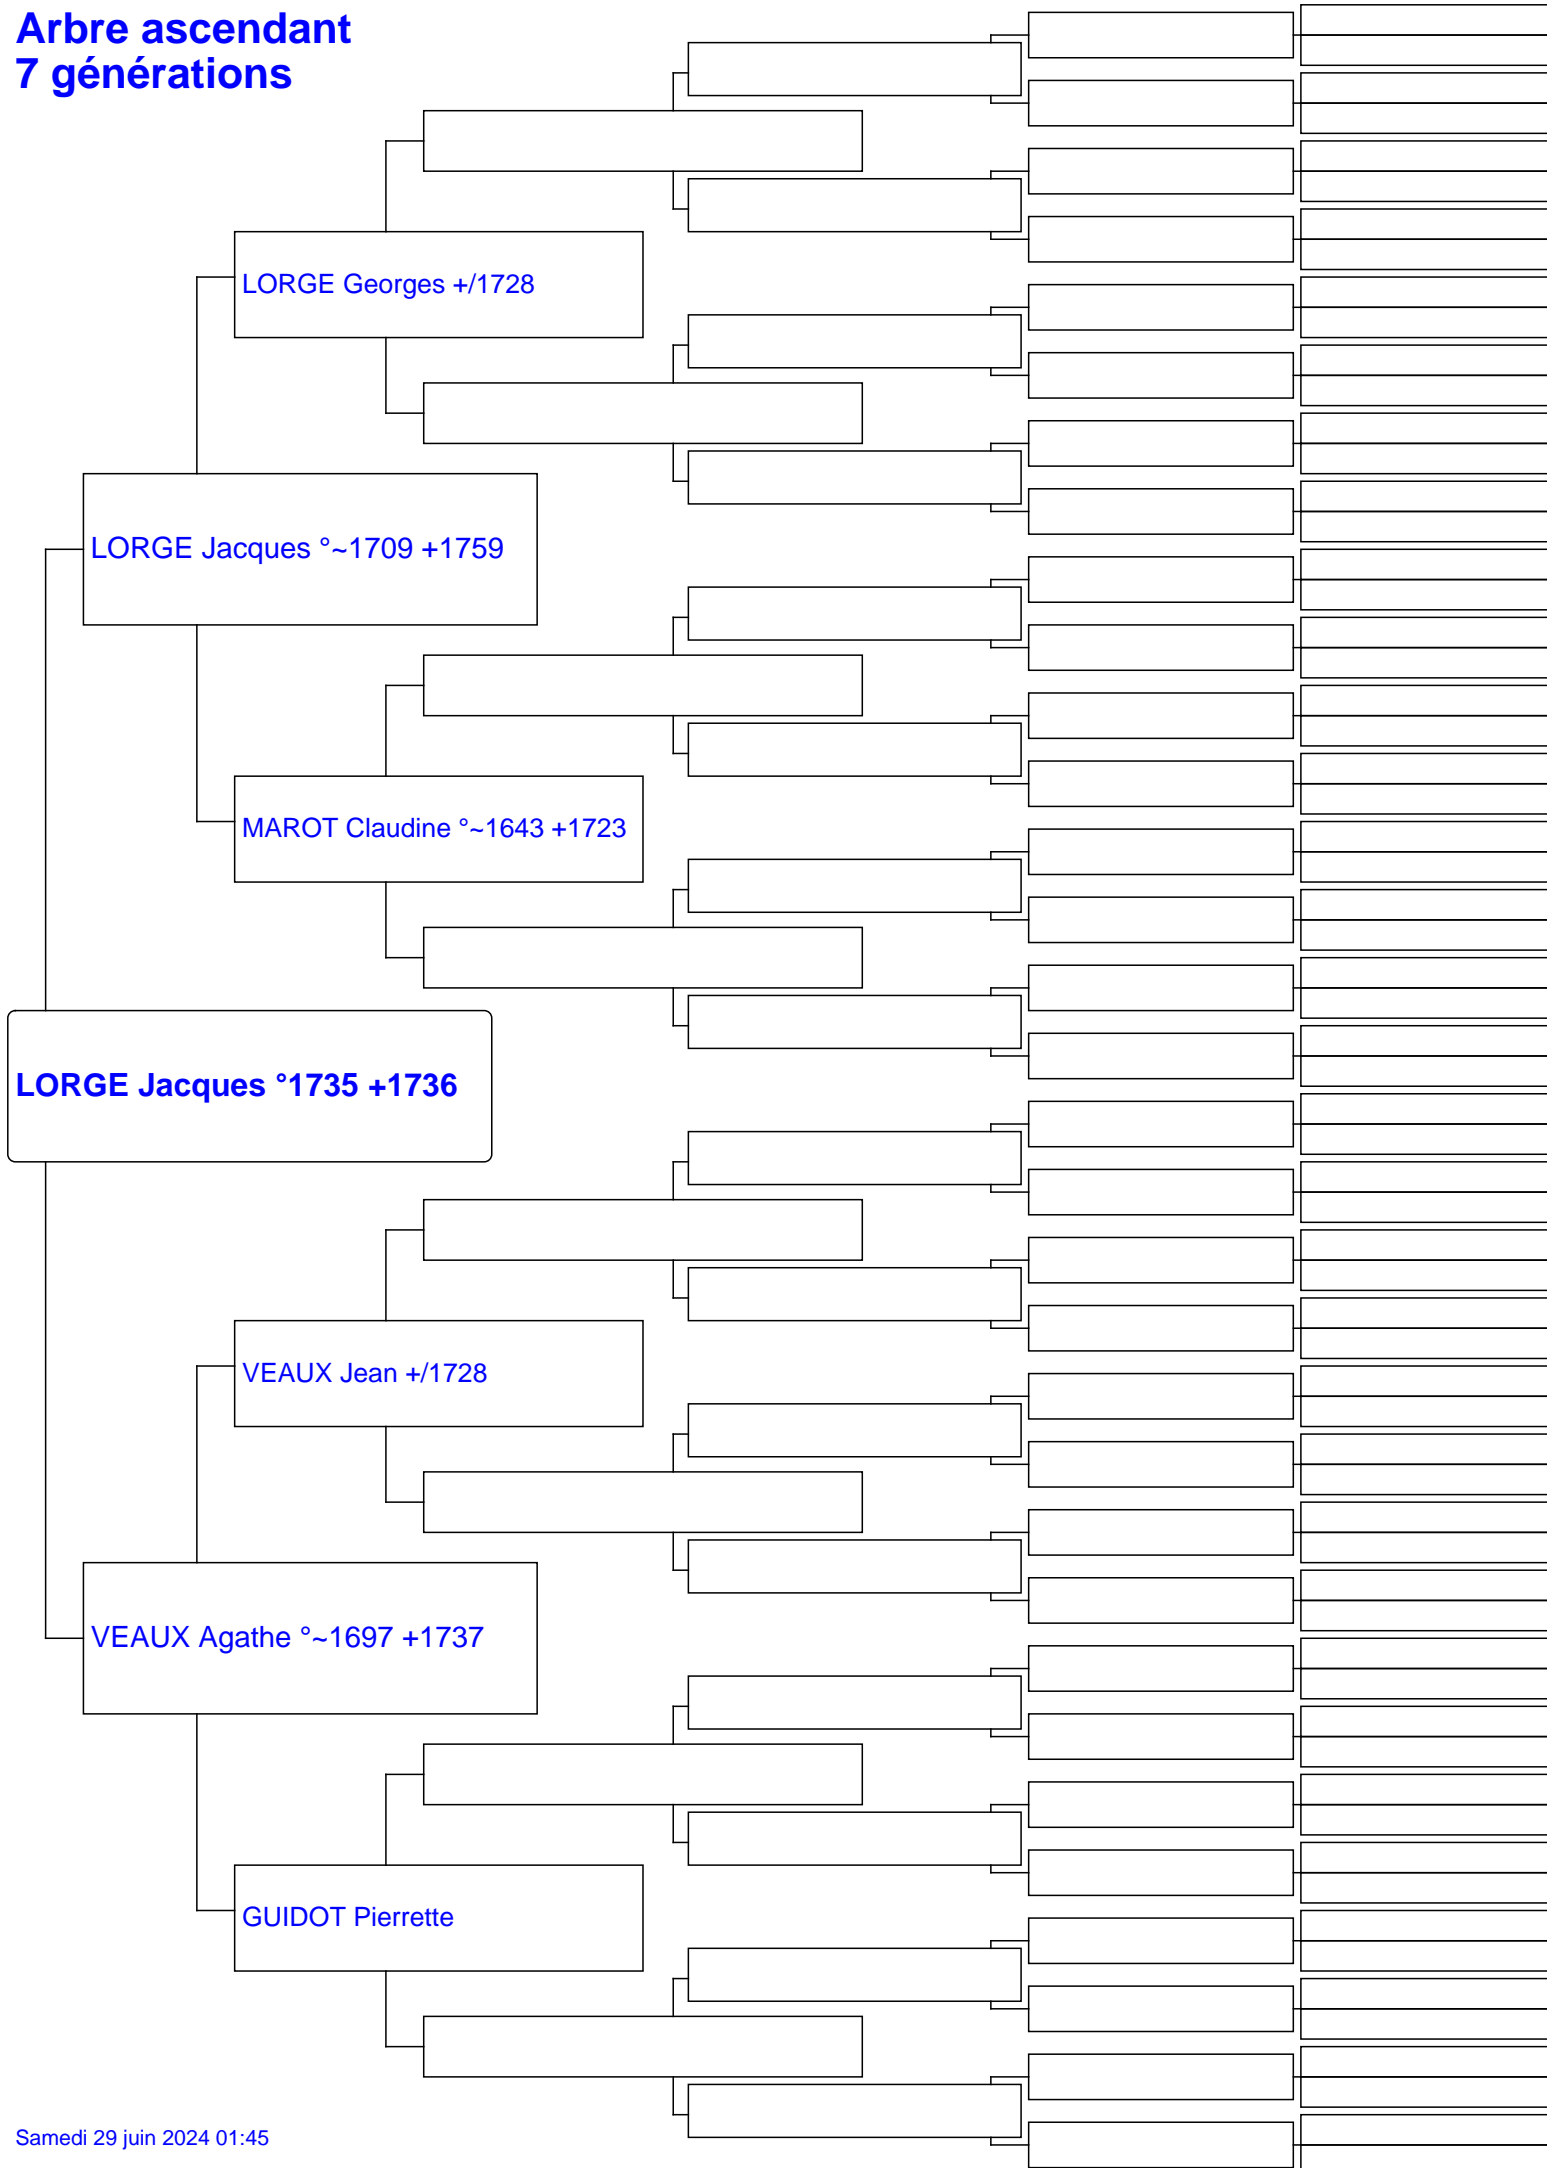 Arbre ascendant
7 générations
LORGE Georges +/1728
LORGE Jacques °~1709 +1759
MAROT Claudine °~1643 +1723
LORGE Jacques °1735 +1736
VEAUX Jean +/1728
VEAUX Agathe °~1697 +1737
GUIDOT Pierrette
Samedi 29 juin 2024 01:45